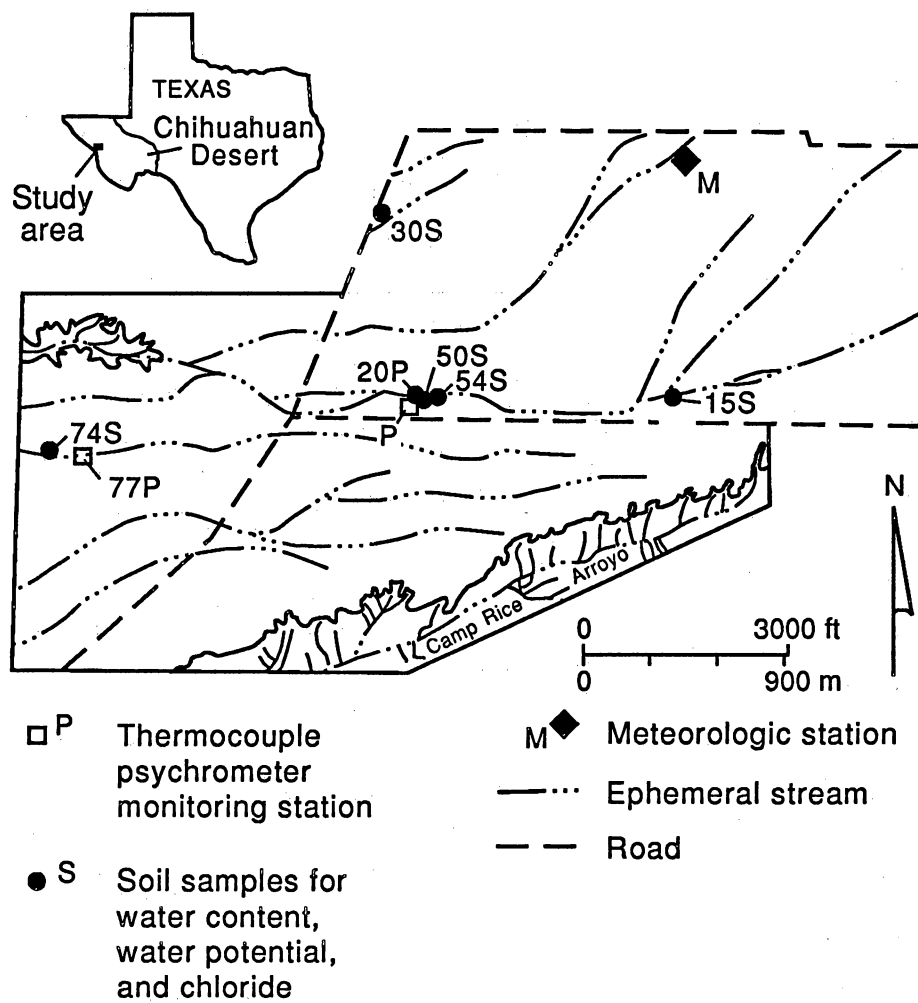 TEXAS
Chihuahuan
Desert
Study
area
M
30S
50S
20P
54S
15S
P
74S
77P
N
Camp Rice Arroyo
0 3000 ft
0 900 m
P Thermocouple
psychrometer
monitoring station
S Soil samples for
water content,
water potential,
and chloride
M Meteorologic station
Ephemeral stream
Road